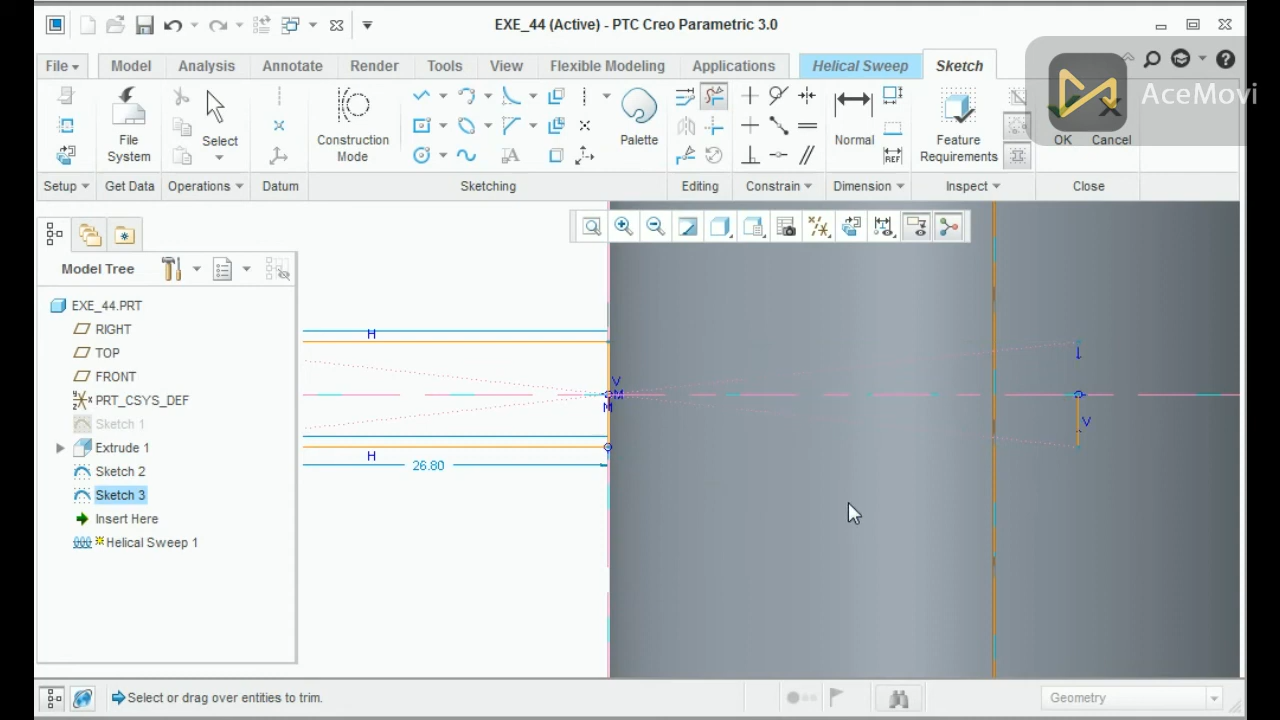 EXE_44 (Active) - PTC Creo Parametric 3.0
File Model Analysis Annotate Render Tools View Flexible Modeling Applications Helical Sweep Sketch
AceMovi
File System
Select
Construction Mode
Palette
Normal
Feature Requirements
OK Cancel
Setup Get Data Operations Datum Sketching Editing Constrain Dimension Inspect Close
Model Tree
EXE_44.PRT
RIGHT
TOP
FRONT
PRT_CSYS_DEF
Sketch 1
Extrude 1
Sketch 2
Sketch 3
Insert Here
Helical Sweep 1
H
V
M
M
V
H
26.80
Select or drag over entities to trim.
Geometry